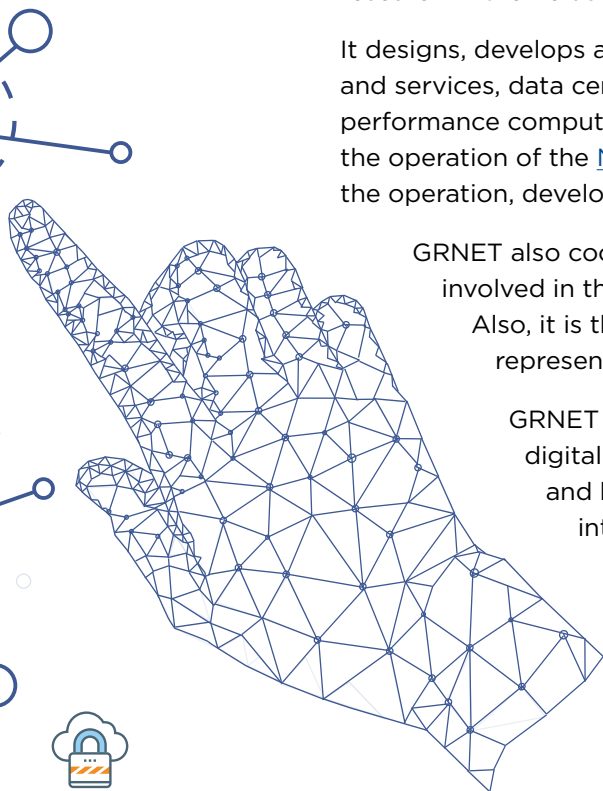 It designs, develops a
and services, data cer
performance comput
the operation of the
the operation, develo
GRNET also coo
involved in th
Also, it is th
represen
GRNET
digital
and
int